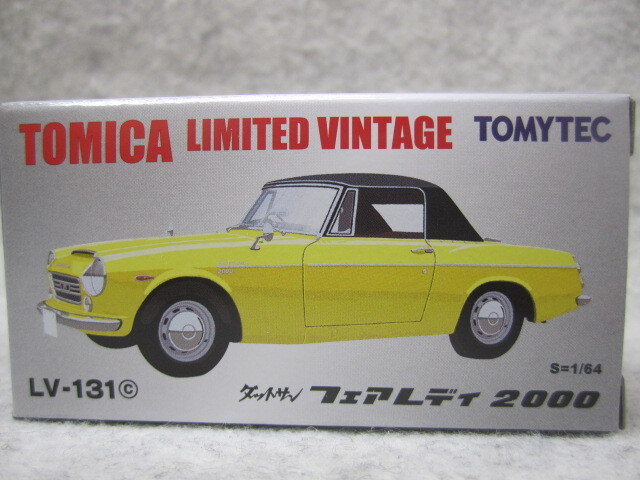 TOMICA LIMITED VINTAGE TOMYTEC
S=1/64
LV-131ⓒ ダットサン フェアレディ 2000